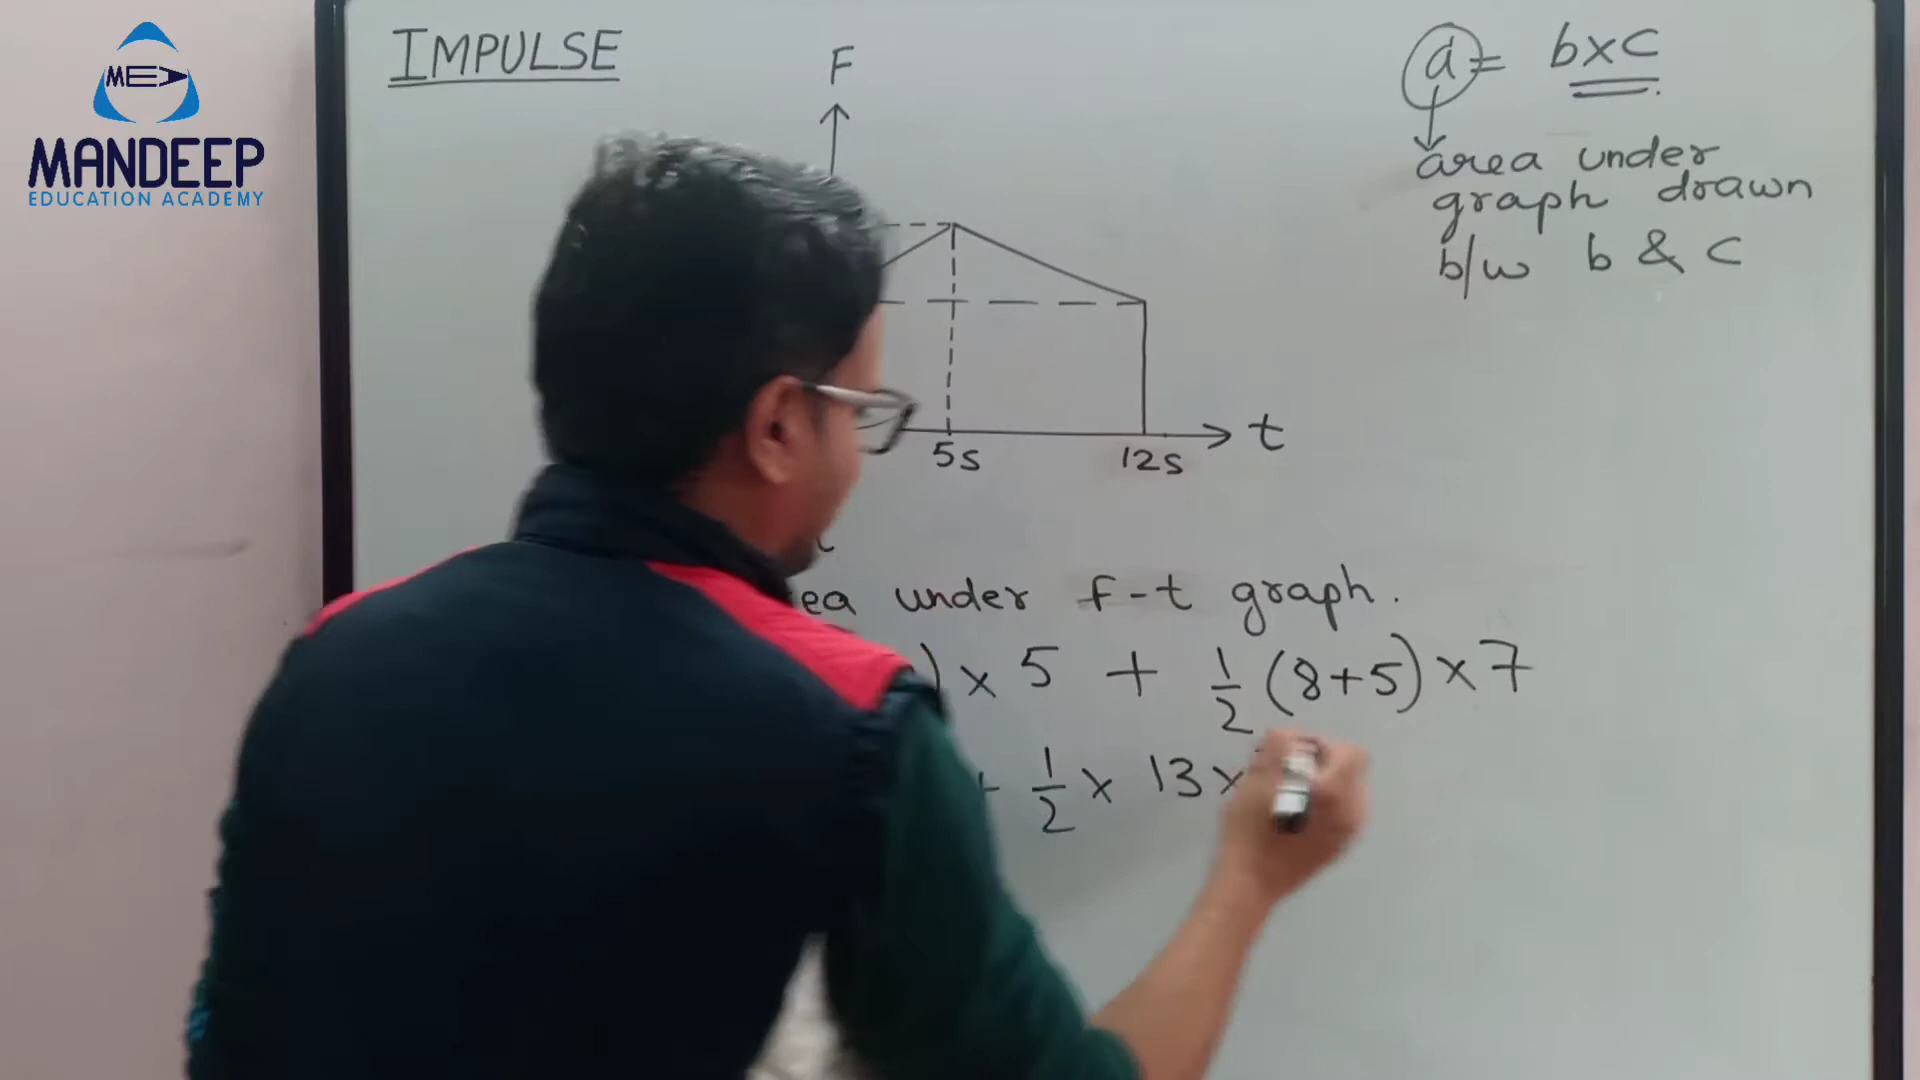 MEA
MANDEEP
EDUCATION ACADEMY
IMPULSE
F
5s
12s
t
a = b×c
area under
graph drawn
b/w b & c
under f-t graph.
) × 5 + 1/2 (8+5) × 7
+ 1/2 × 13 ×